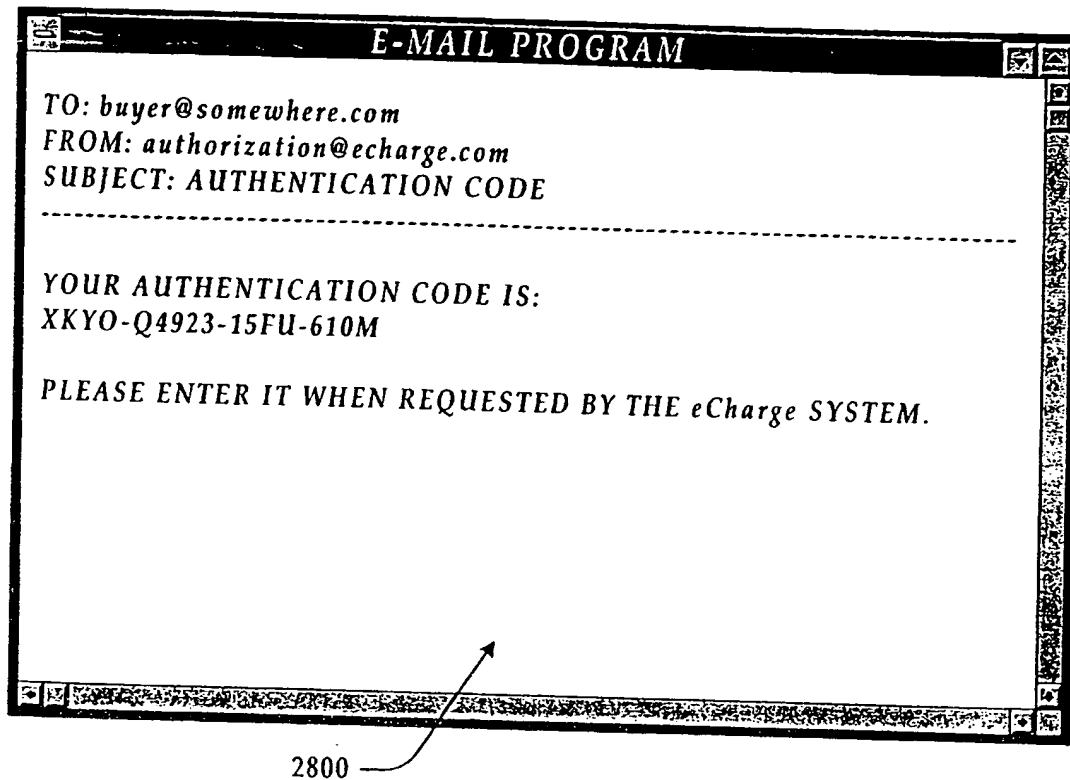 E-MAIL PROGRAM
TO: buyer@somewhere.com
FROM: authorization@echarge.com
SUBJECT: AUTHENTICATION CODE
YOUR AUTHENTICATION CODE IS:
XKYO-Q4923-15FU-610M
PLEASE ENTER IT WHEN REQUESTED BY THE eCharge SYSTEM.
2800